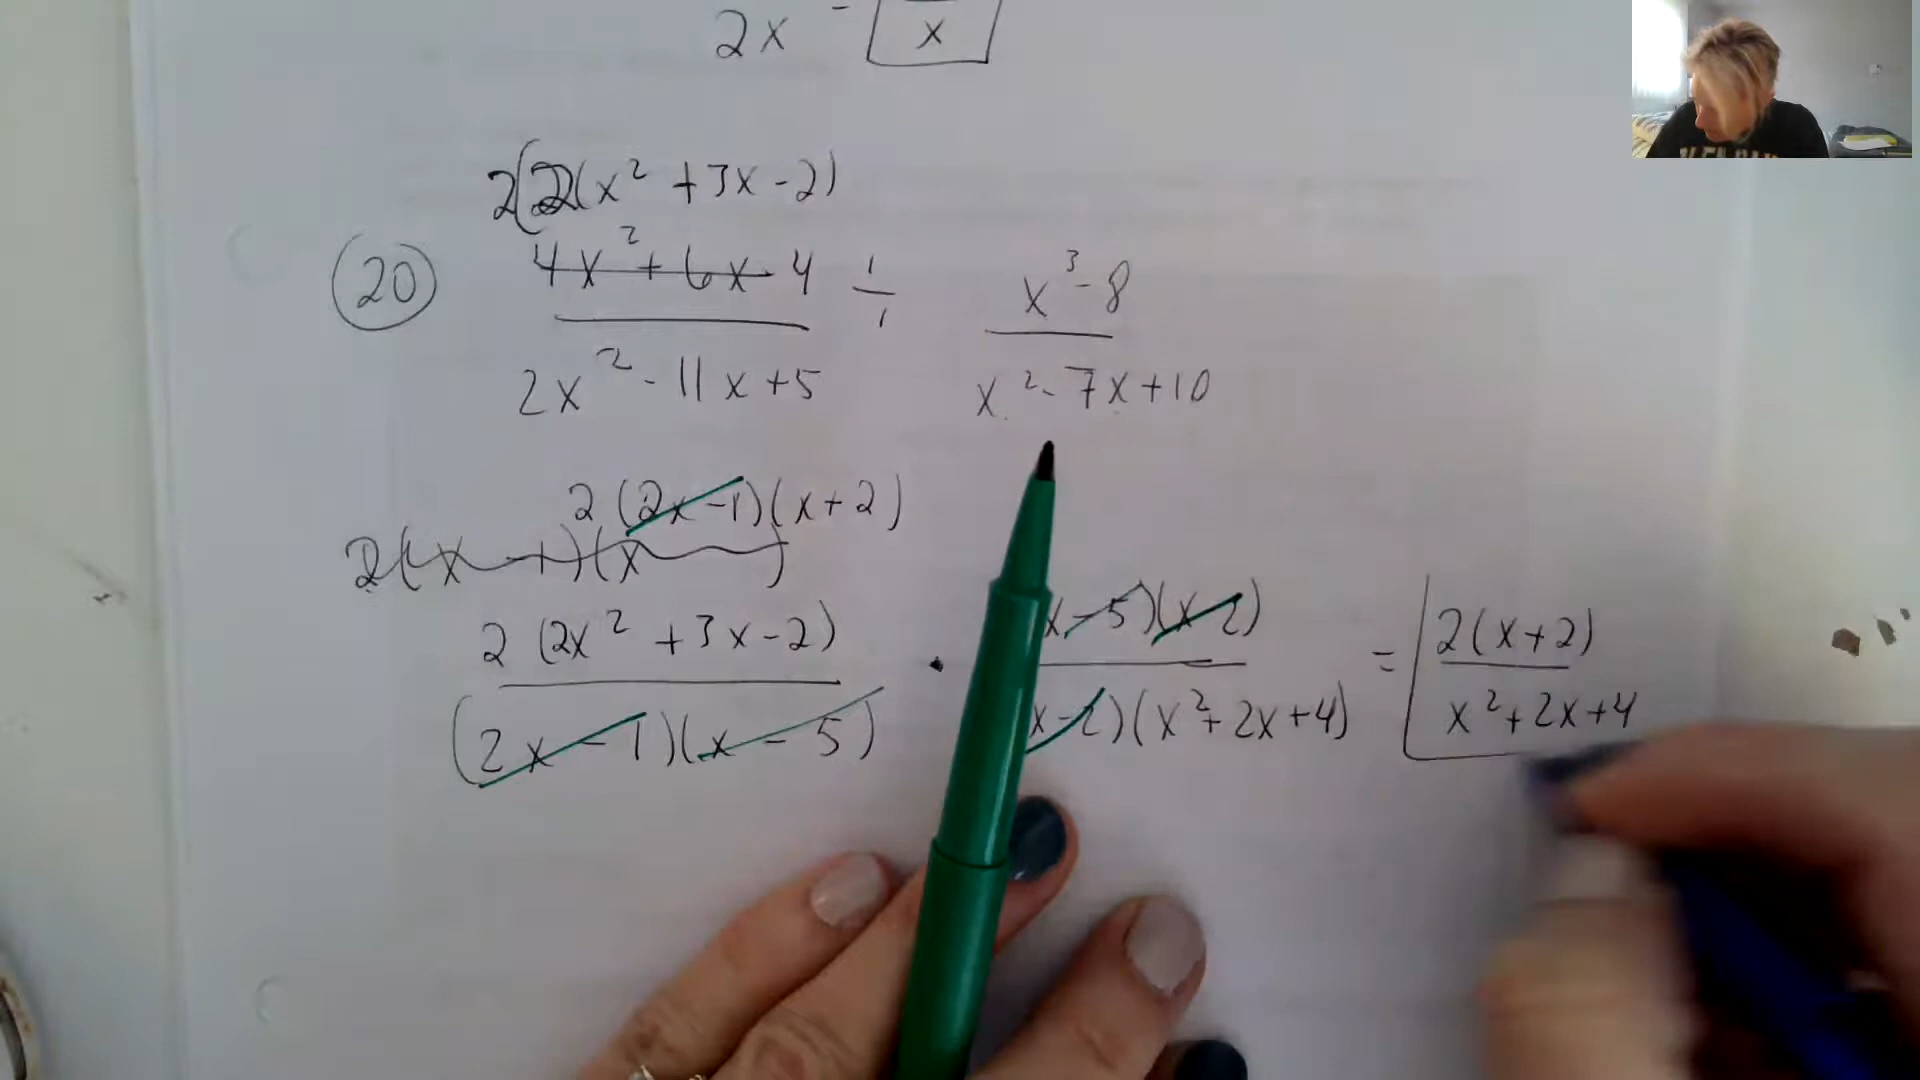 2x = x
2(2(x² + 3x - 2)
20 4x² + 6x - 4 ÷ x³ - 8
2x² - 11x + 5 x² - 7x + 10
2(2x - 1)(x + 2)
2(x - 1)(x )
2(2x² + 3x - 2) · x - 5)(x - 2) = 2(x + 2)
(2x - 1)(x - 5) x - 2)(x² + 2x + 4) x² + 2x + 4